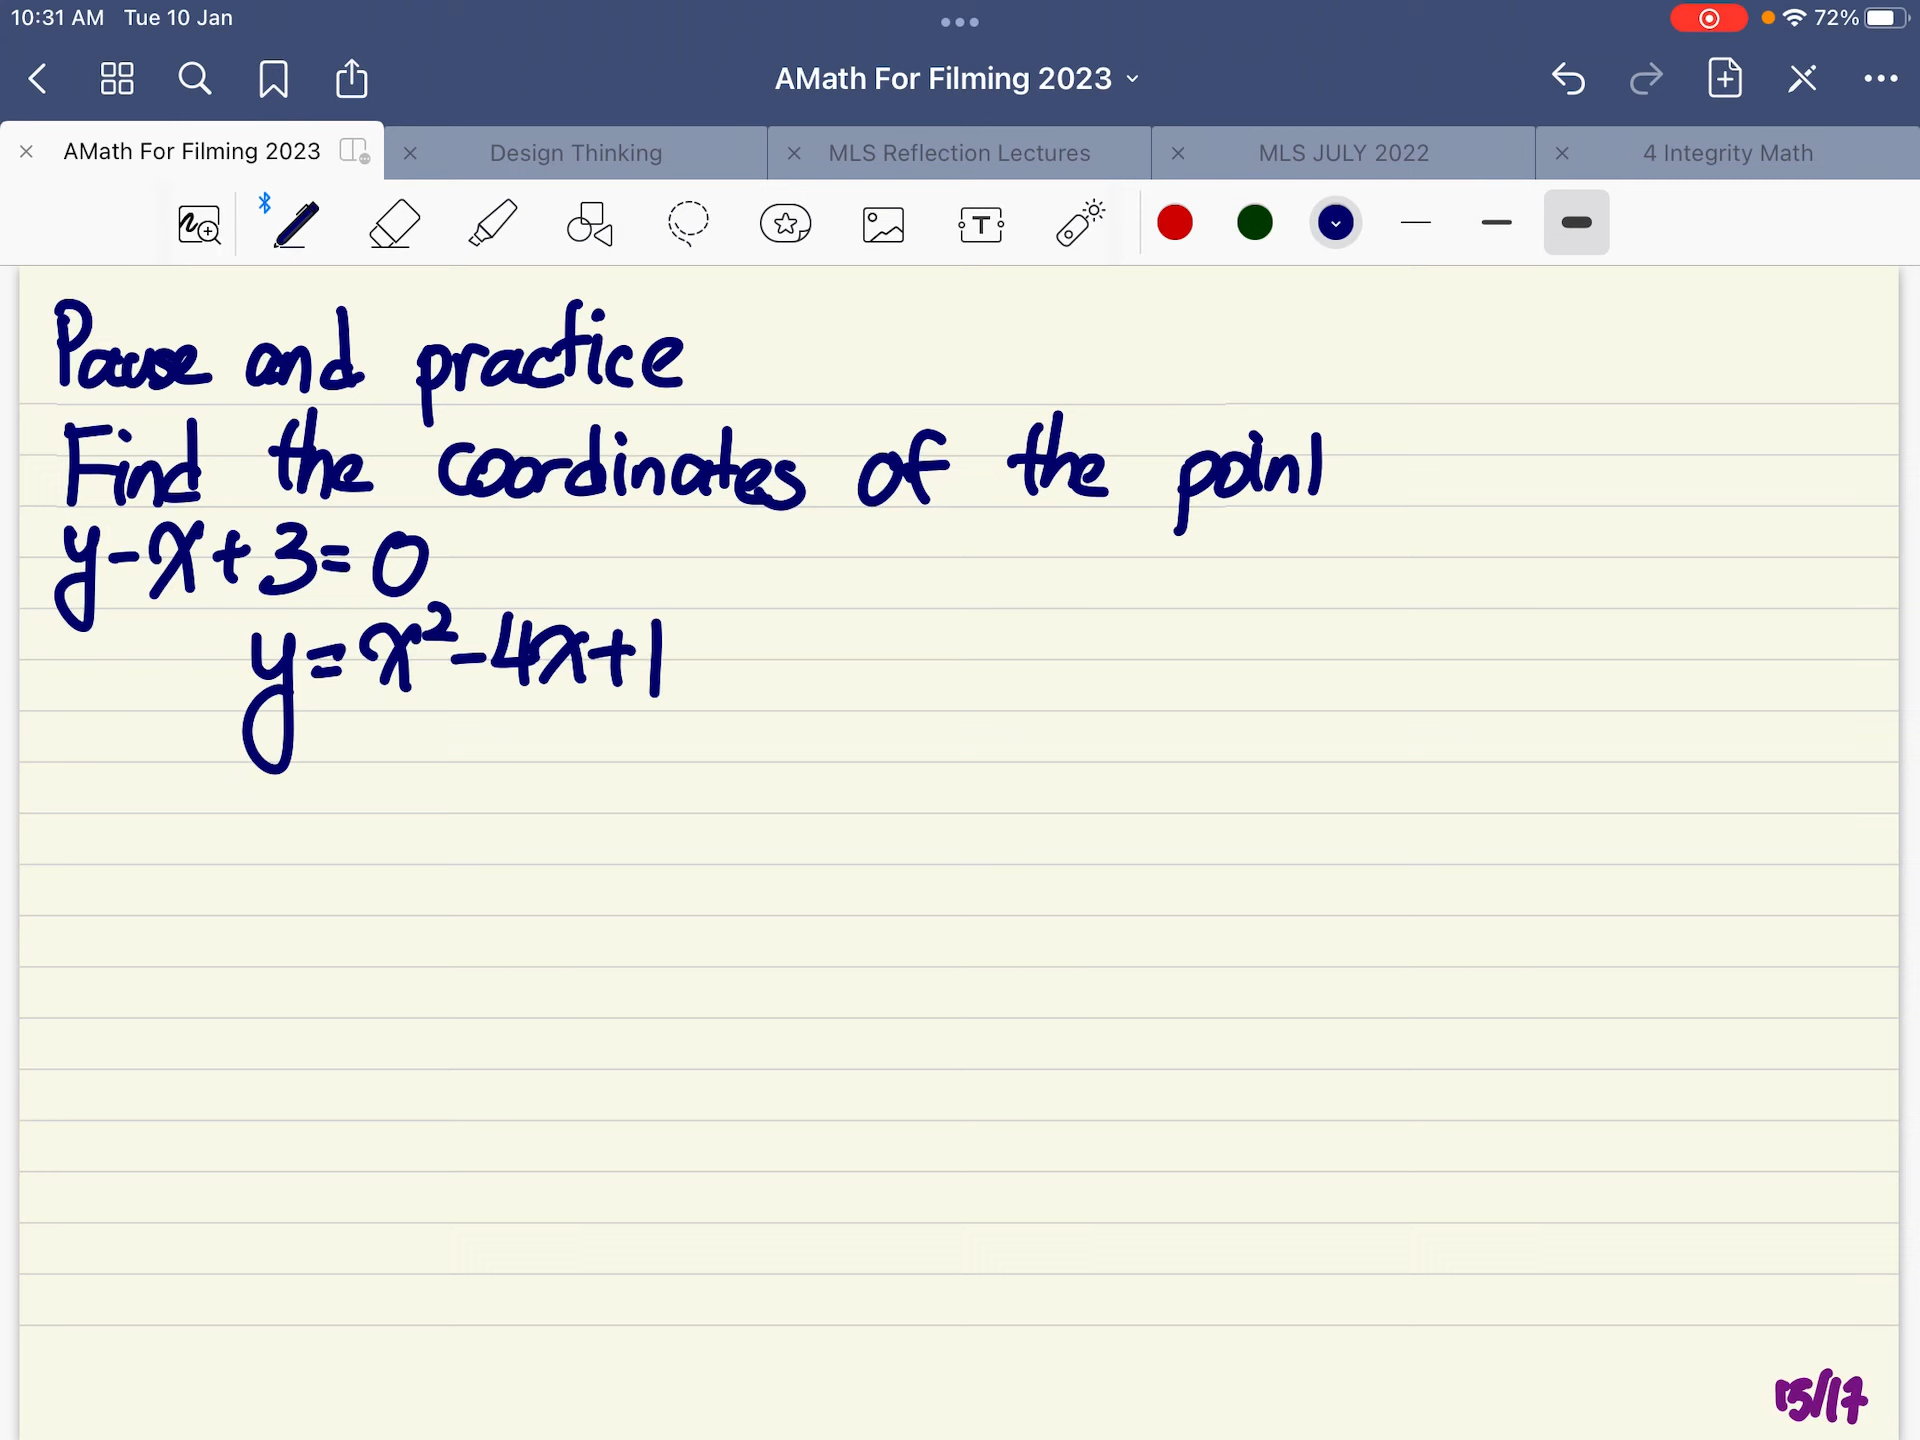 10:31 AM Tue 10 Jan
72%
AMath For Filming 2023
AMath For Filming 2023
Design Thinking
MLS Reflection Lectures
MLS JULY 2022
4 Integrity Math
T
Pause and practice
Find the coordinates of the point
y-x+3=0
y=x²-4x+1
15/17